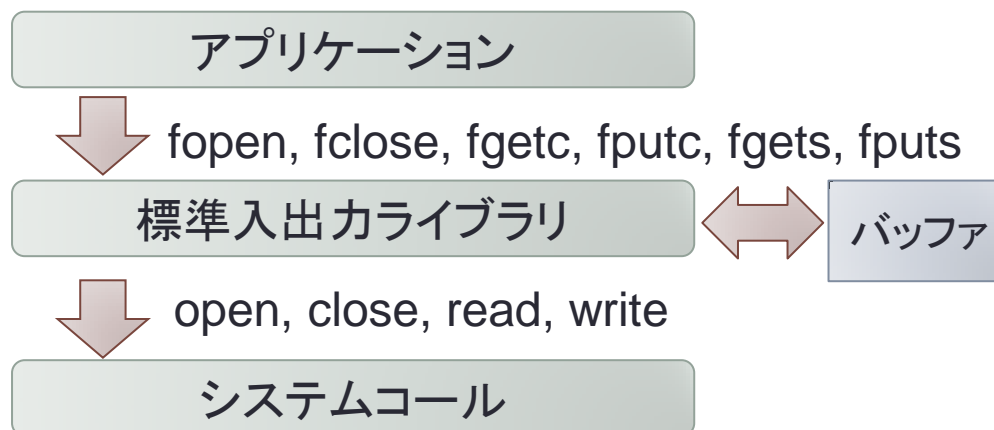 アプリケーション
fopen, fclose, fgetc, fputc, fgets, fputs
標準入出力ライブラリ
バッファ
open, close, read, write
システムコール